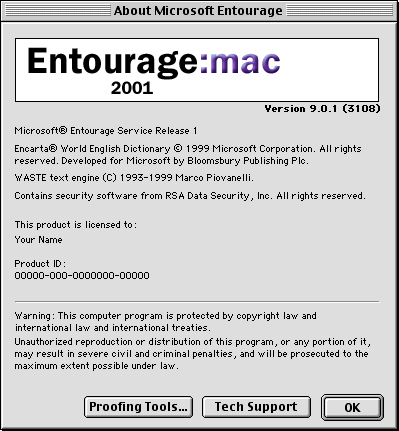 About Microsoft Entourage
Entourage:mac
2001
Version 9.0.1 (3108)
Microsoft® Entourage Service Release 1
Encarta® World English Dictionary © 1999 Microsoft Corporation. All rights
reserved. Developed for Microsoft by Bloomsbury Publishing Plc.
WASTE text engine (C) 1993-1999 Marco Piovanelli.
Contains security software from RSA Data Security, Inc. All rights reserved.
This product is licensed to:
Your Name
Product ID:
00000-000-0000000-00000
Warning: This computer program is protected by copyright law and
international law and international treaties.
Unauthorized reproduction or distribution of this program, or any portion of it,
may result in severe civil and criminal penalties, and will be prosecuted to the
maximum extent possible under law.
Proofing Tools... Tech Support OK